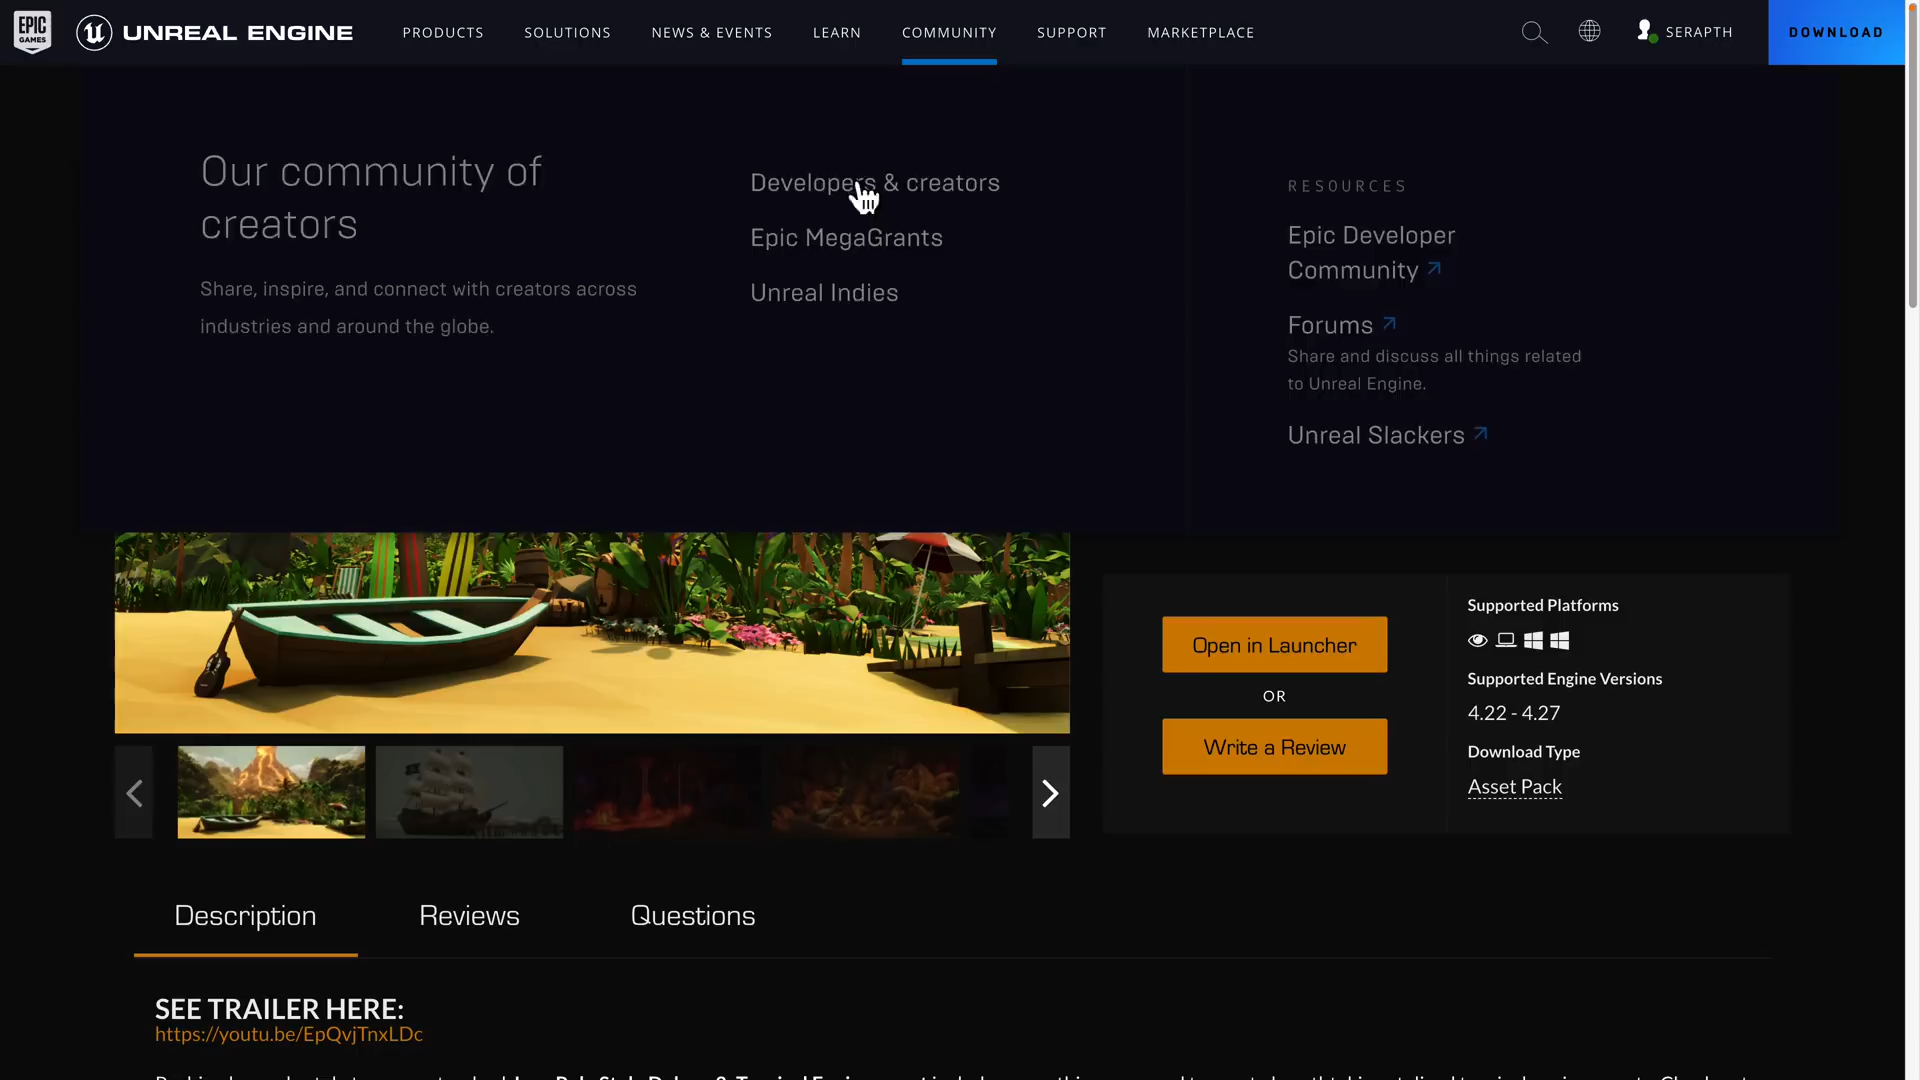 EPIC GAMES
UNREAL ENGINE
PRODUCTS
SOLUTIONS
NEWS & EVENTS
LEARN
COMMUNITY
SUPPORT
MARKETPLACE
SERAPTH
DOWNLOAD
Our community of
creators
Share, inspire, and connect with creators across
industries and around the globe.
Developers & creators
Epic MegaGrants
Unreal Indies
RESOURCES
Epic Developer
Community
Forums
Share and discuss all things related
to Unreal Engine.
Unreal Slackers
Open in Launcher
OR
Write a Review
Supported Platforms
Supported Engine Versions
4.22 - 4.27
Download Type
Asset Pack
Description
Reviews
Questions
SEE TRAILER HERE:
https://youtu.be/EpQvjTnxLDc